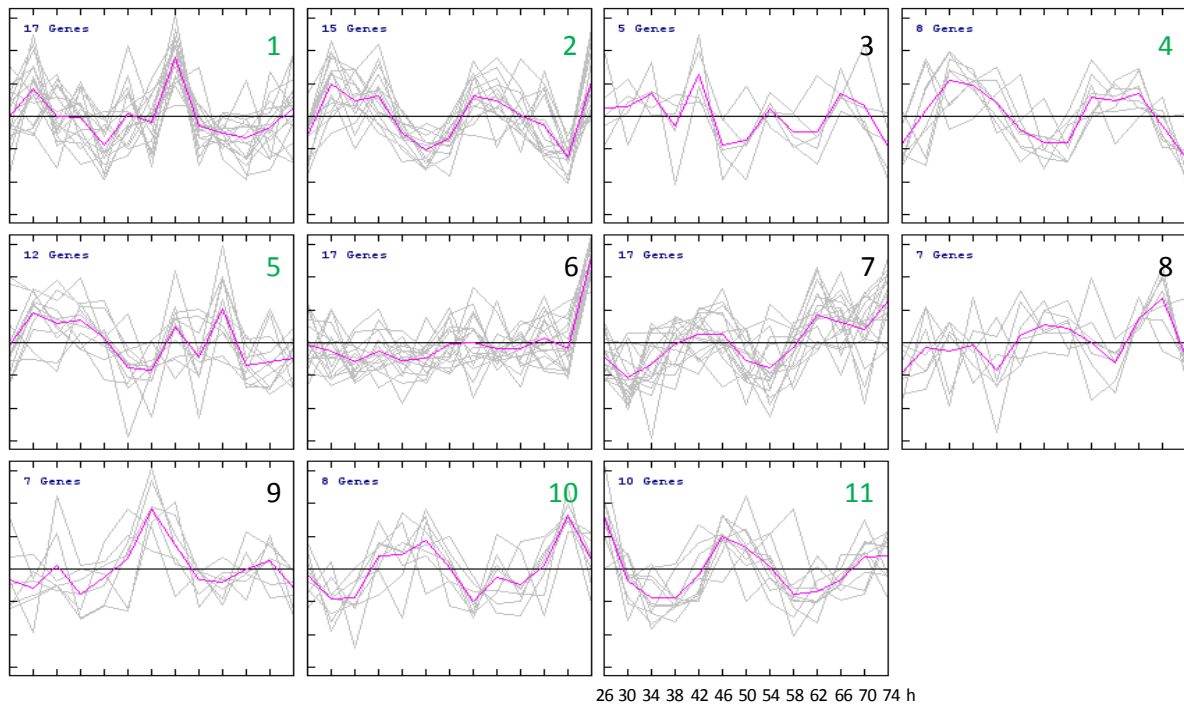 17 Genes 1
15 Genes 2
5 Genes 3
8 Genes 4
12 Genes 5
17 Genes 6
17 Genes 7
7 Genes 8
7 Genes 9
8 Genes 10
10 Genes 11
26 30 34 38 42 46 50 54 58 62 66 70 74 h